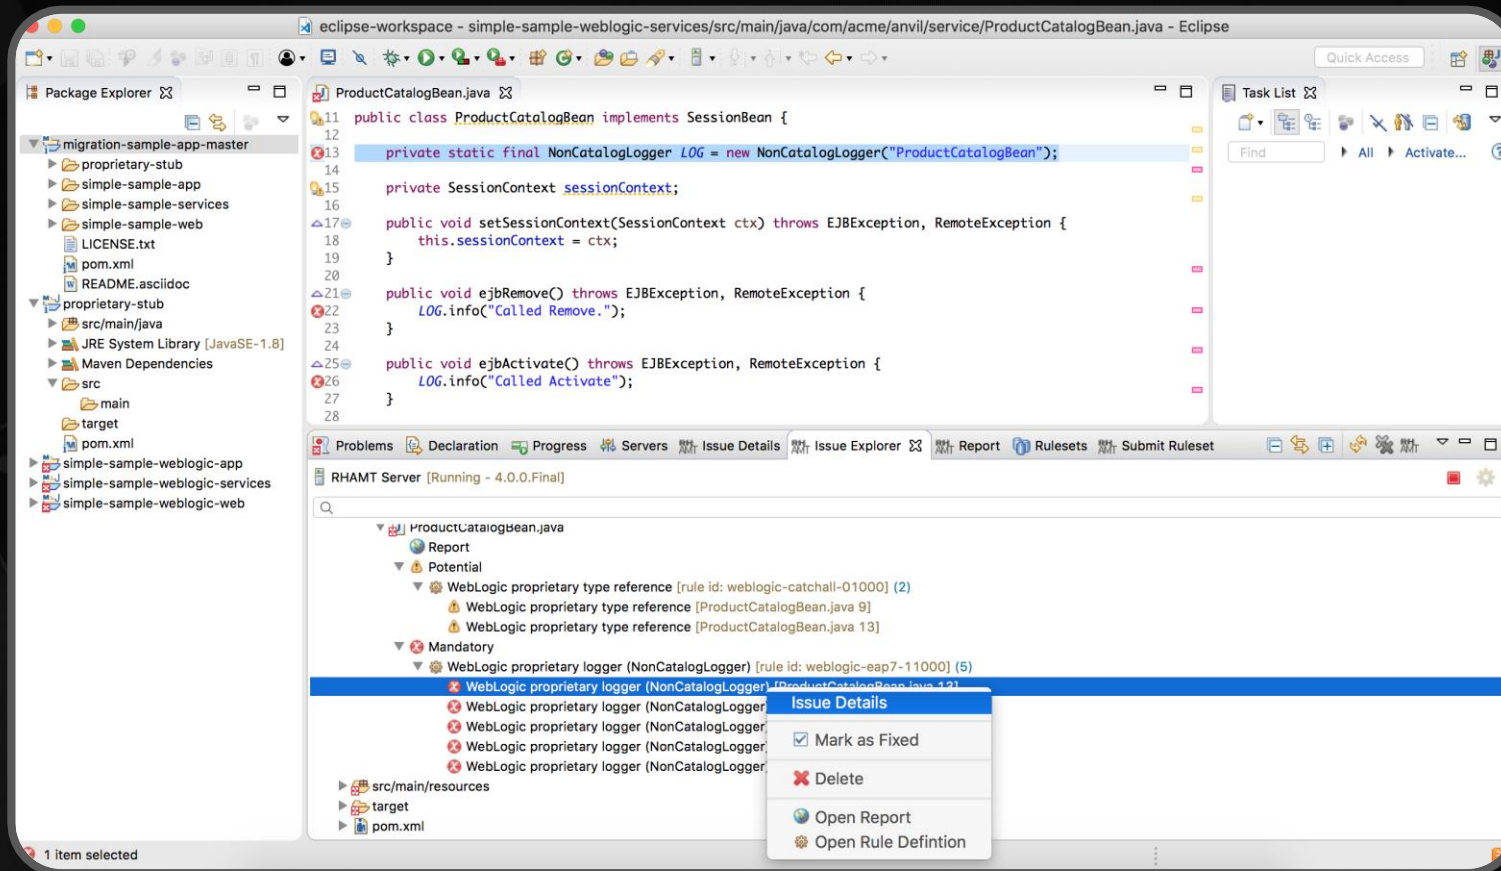 eclipse-workspace - simple-sample-weblogic-services/src/main/java/com/acme/anvil/service/ProductCatalogBean.java - Eclipse
Quick Access
Package Explorer
migration-sample-app-master
proprietary-stub
simple-sample-app
simple-sample-services
simple-sample-web
LICENSE.txt
pom.xml
README.asciidoc
proprietary-stub
src/main/java
JRE System Library [JavaSE-1.8]
Maven Dependencies
src
main
target
pom.xml
simple-sample-weblogic-app
simple-sample-weblogic-services
simple-sample-weblogic-web
ProductCatalogBean.java
11 public class ProductCatalogBean implements SessionBean {
12
13 private static final NonCatalogLogger LOG = new NonCatalogLogger("ProductCatalogBean");
14
15 private SessionContext sessionContext;
16
17 public void setSessionContext(SessionContext ctx) throws EJBException, RemoteException {
18 this.sessionContext = ctx;
19 }
20
21 public void ejbRemove() throws EJBException, RemoteException {
22 LOG.info("Called Remove.");
23 }
24
25 public void ejbActivate() throws EJBException, RemoteException {
26 LOG.info("Called Activate");
27 }
28
Task List
Find All Activate...
Problems Declaration Progress Servers Issue Details Issue Explorer Report Rulesets Submit Ruleset
RHAMT Server [Running - 4.0.0.Final]
ProductCatalogBean.java
Report
Potential
WebLogic proprietary type reference [rule id: weblogic-catchall-01000] (2)
WebLogic proprietary type reference [ProductCatalogBean.java 9]
WebLogic proprietary type reference [ProductCatalogBean.java 13]
Mandatory
WebLogic proprietary logger (NonCatalogLogger) [rule id: weblogic-eap7-11000] (5)
WebLogic proprietary logger (NonCatalogLogger) [ProductCatalogBean.java 13]
WebLogic proprietary logger (NonCatalogLogger
WebLogic proprietary logger (NonCatalogLogger
WebLogic proprietary logger (NonCatalogLogger
WebLogic proprietary logger (NonCatalogLogger
src/main/resources
target
pom.xml
Issue Details
Mark as Fixed
Delete
Open Report
Open Rule Defintion
1 item selected